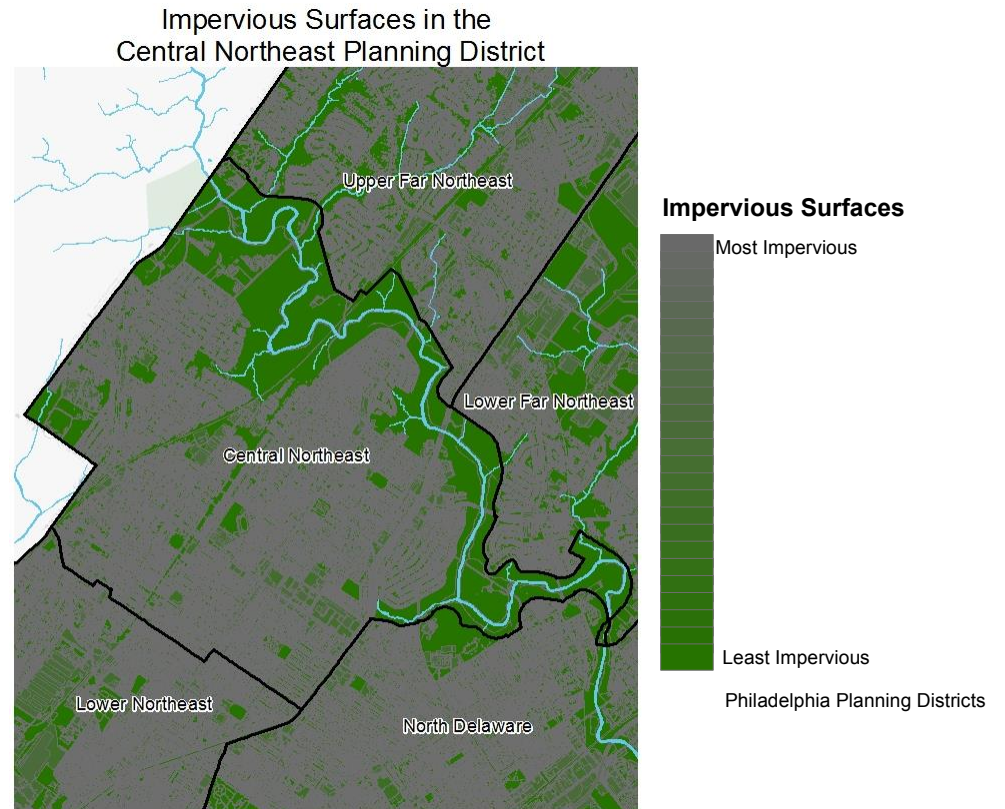 Impervious Surfaces in the
Central Northeast Planning District
Upper Far Northeast
Lower Far Northeast
Central Northeast
Lower Northeast
North Delaware
Impervious Surfaces
Most Impervious
Least Impervious
Philadelphia Planning Districts